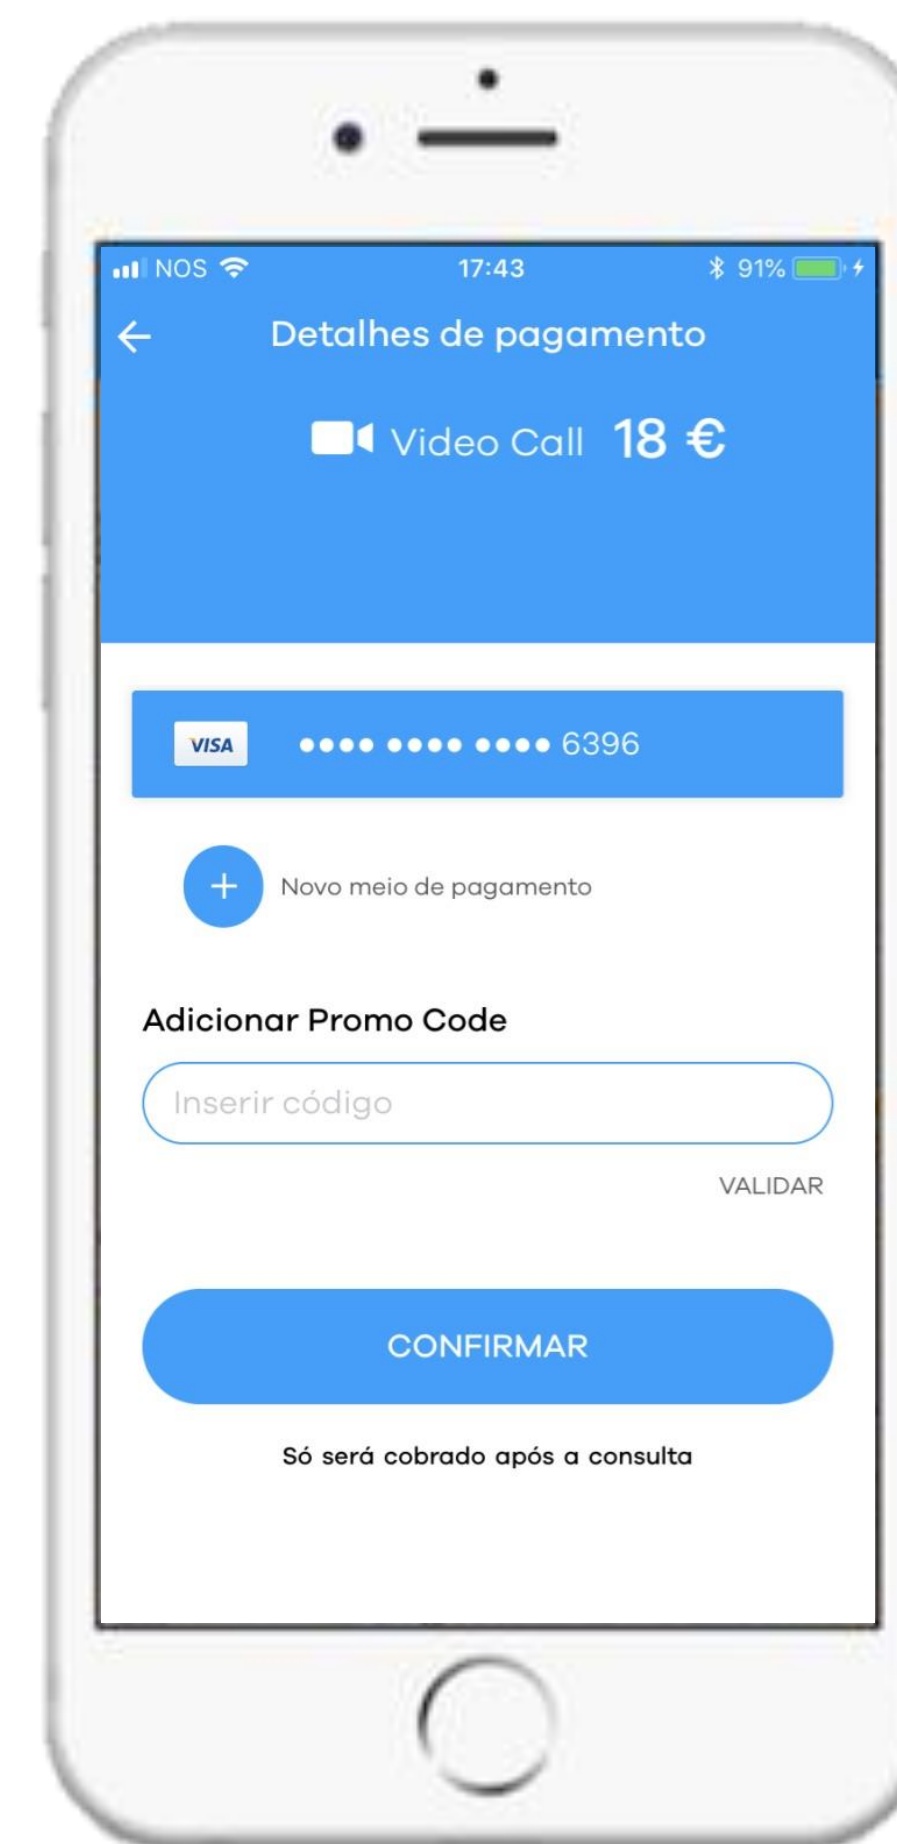 NOS 17:43 91%
Detalhes de pagamento
Video Call 18 €
VISA •••• •••• •••• 6396
+ Novo meio de pagamento
Adicionar Promo Code
Inserir código
VALIDAR
CONFIRMAR
Só será cobrado após a consulta